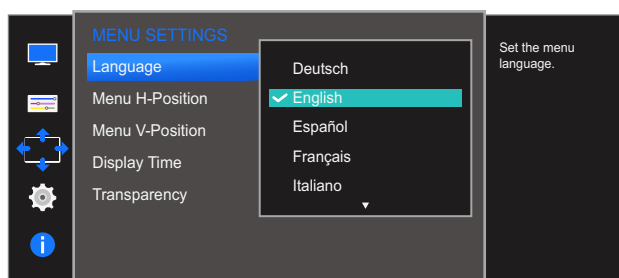 MENU SETTINGS
Language
Menu H-Position
Menu V-Position
Display Time
Transparency
Deutsch
English
Español
Français
Italiano
Set the menu
language.